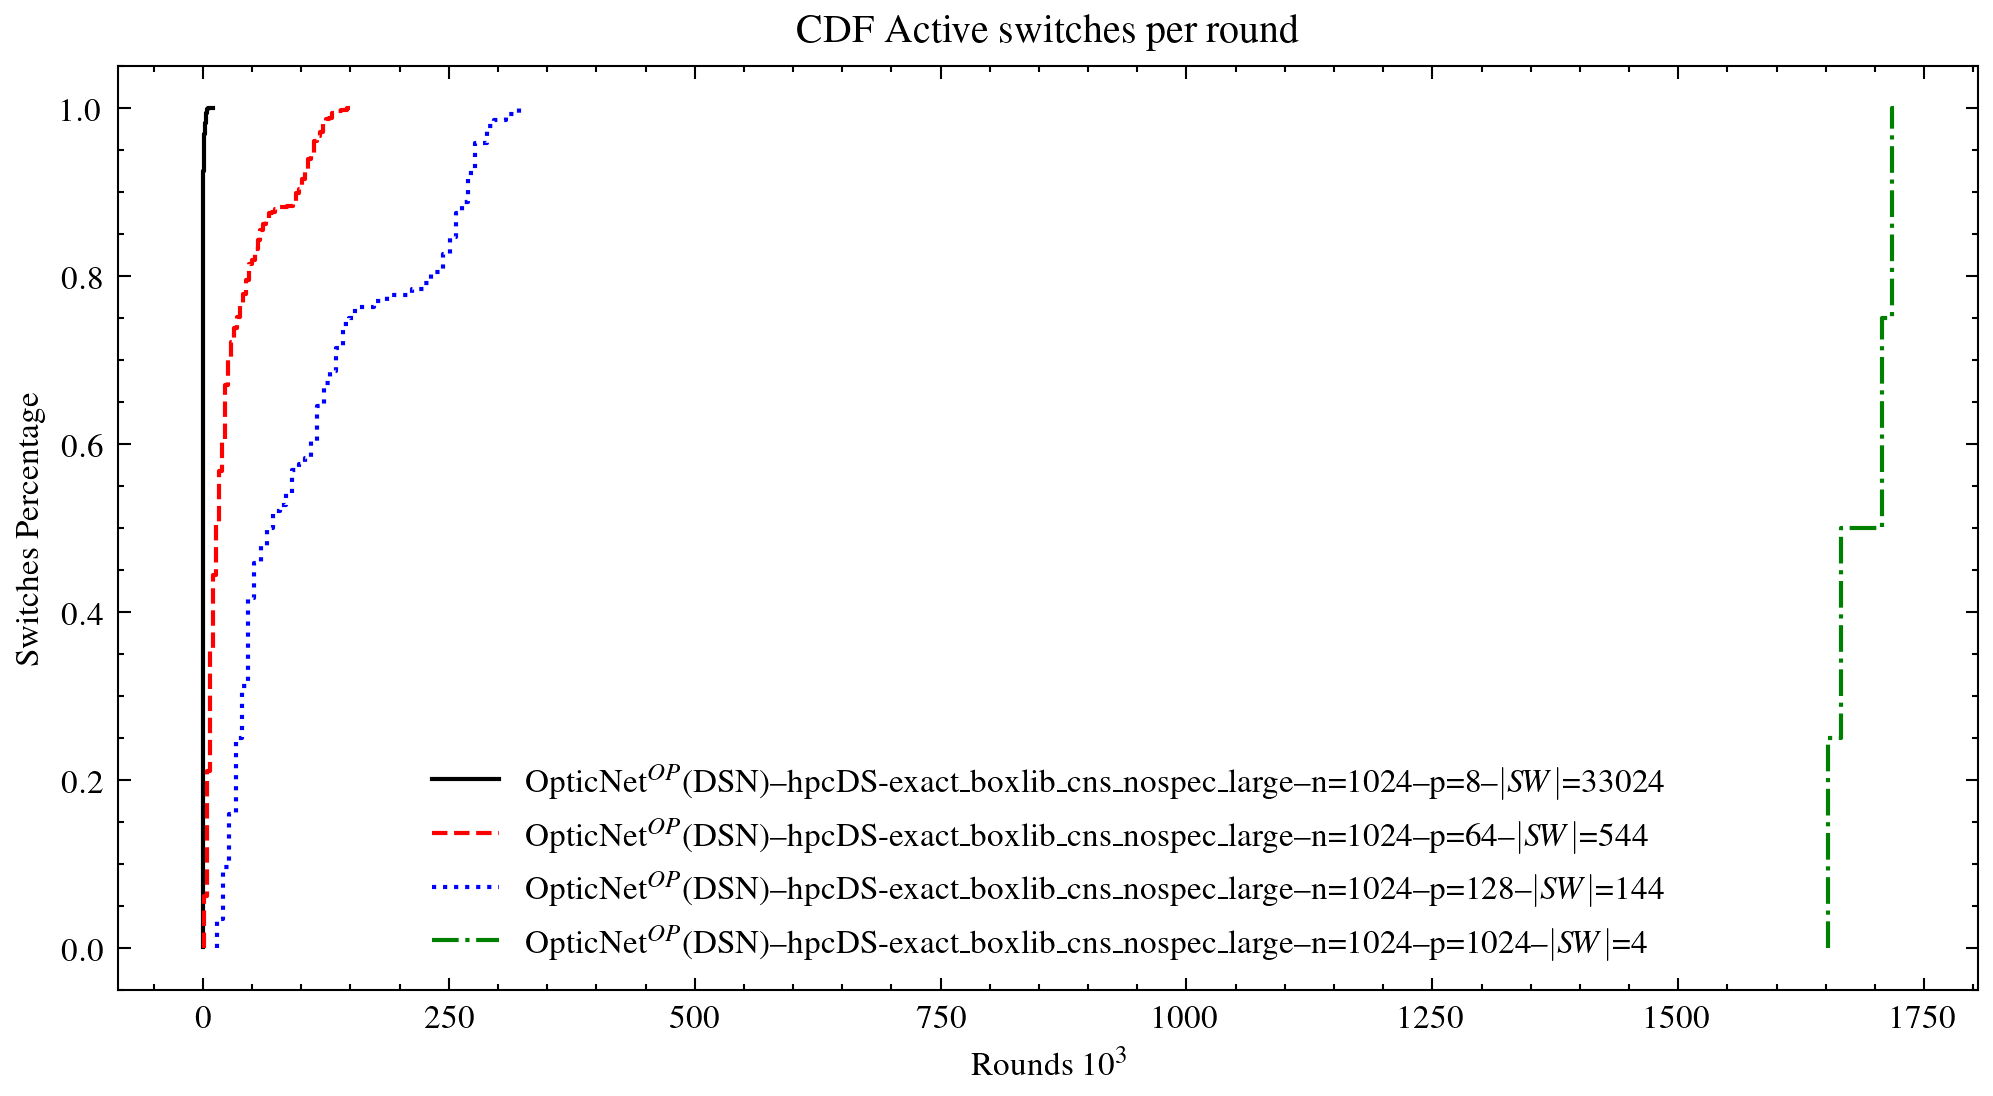 CDF Active switches per round
Switches Percentage
1.0
0.8
0.6
0.4
0.2
0.0
OpticNet^OP(DSN)–hpcDS-exact_boxlib_cns_nospec_large–n=1024–p=8–|SW|=33024
OpticNet^OP(DSN)–hpcDS-exact_boxlib_cns_nospec_large–n=1024–p=64–|SW|=544
OpticNet^OP(DSN)–hpcDS-exact_boxlib_cns_nospec_large–n=1024–p=128–|SW|=144
OpticNet^OP(DSN)–hpcDS-exact_boxlib_cns_nospec_large–n=1024–p=1024–|SW|=4
0 250 500 750 1000 1250 1500 1750
Rounds 10³